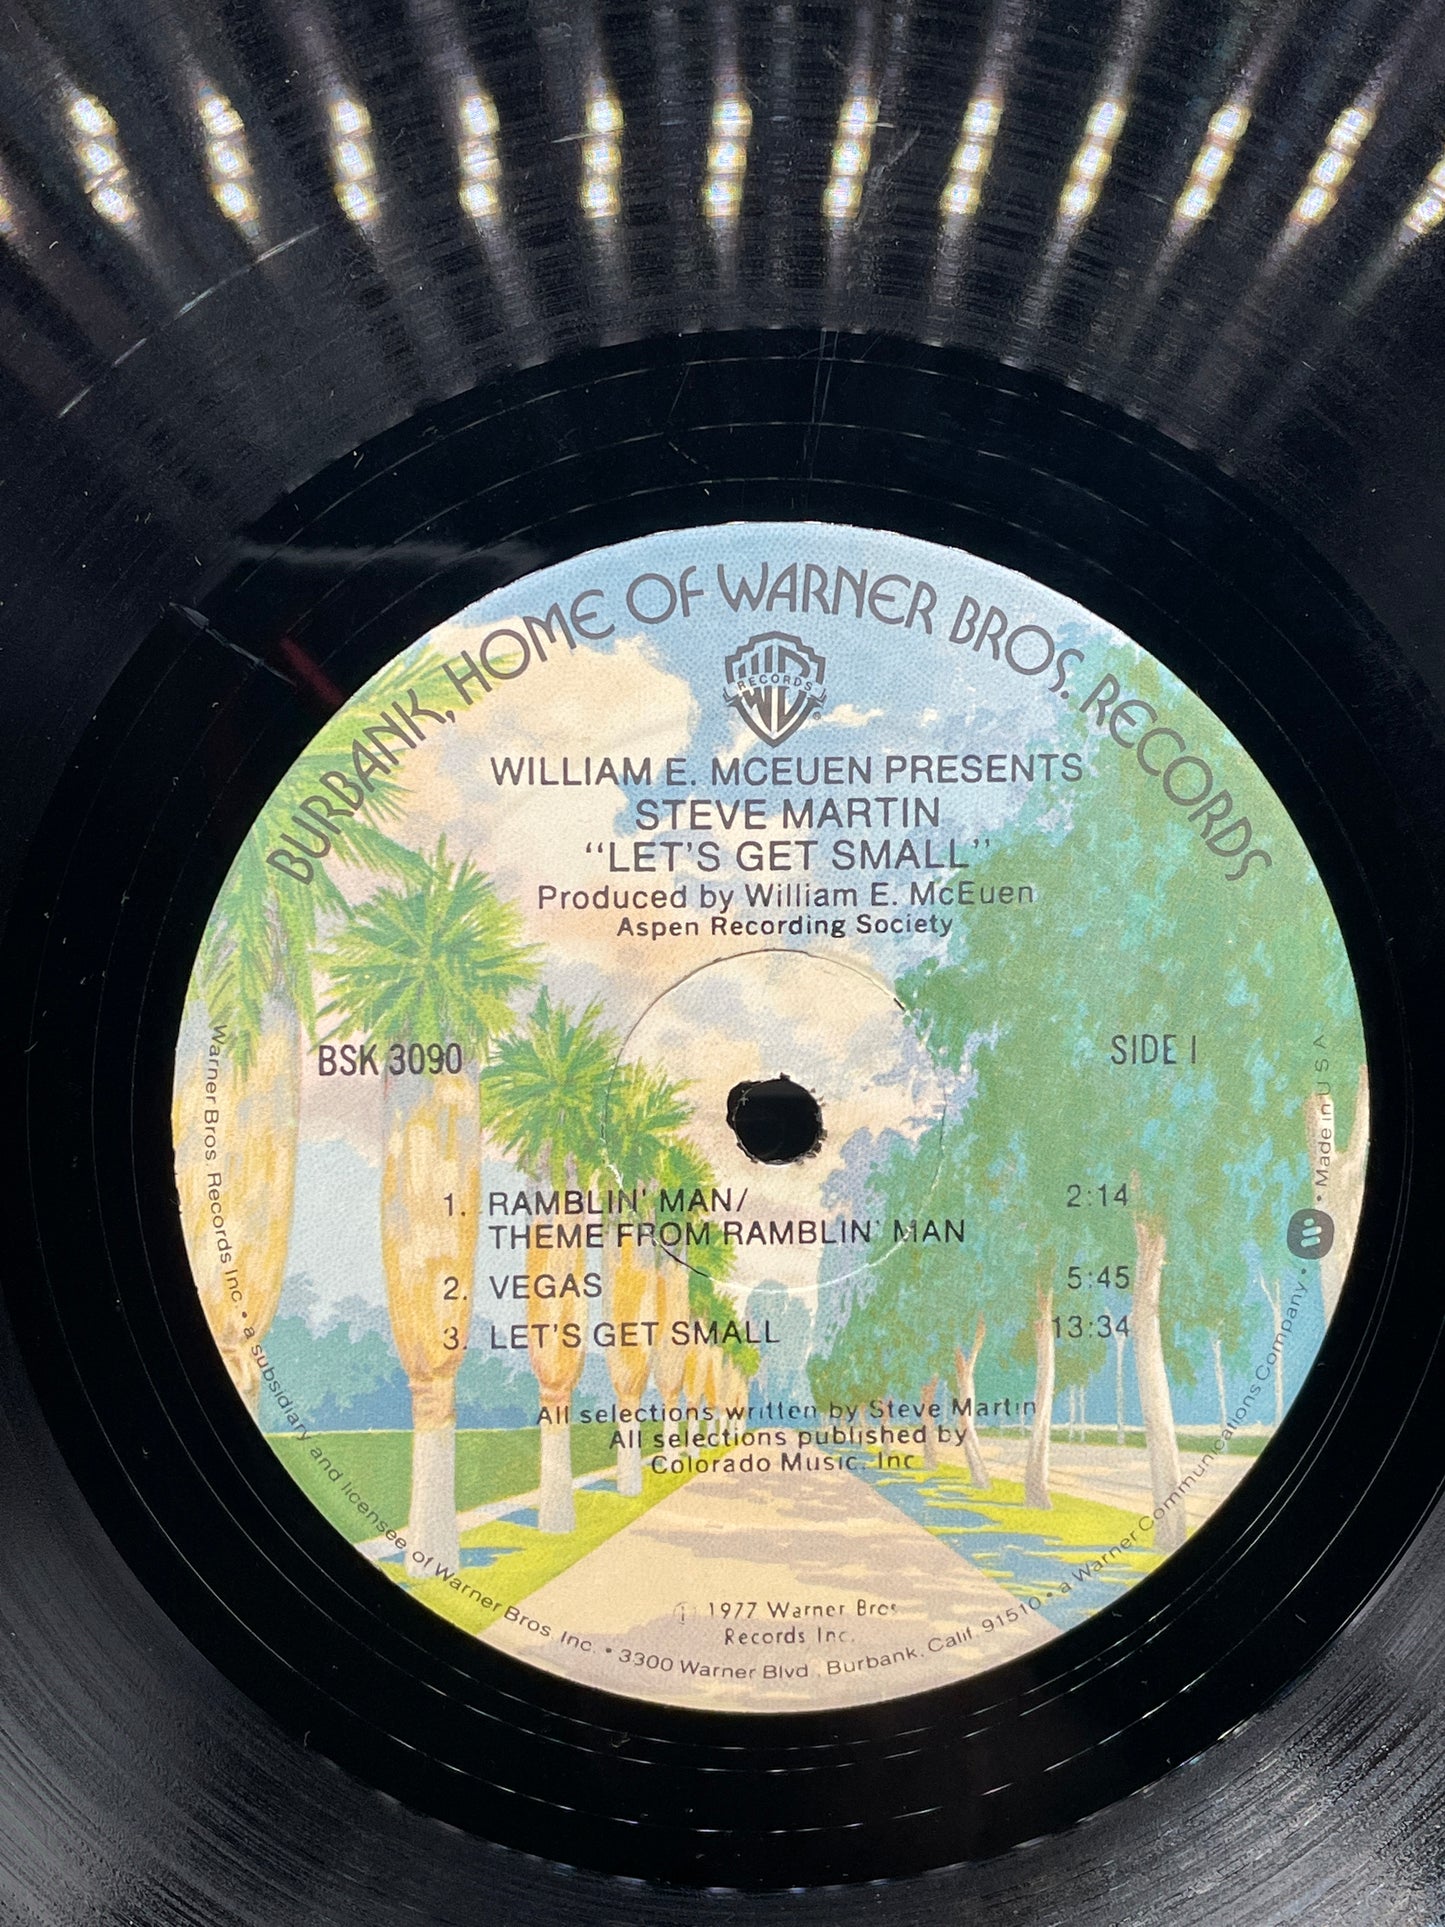 BURBANK, HOME OF WARNER BROS. RECORDS
WB
RECORDS
®
WILLIAM E. MCEUEN PRESENTS
STEVE MARTIN
“LET'S GET SMALL”
Produced by William E. McEuen
Aspen Recording Society
BSK 3090
SIDE 1
1. RAMBLIN' MAN/ 2:14
THEME FROM RAMBLIN' MAN
2. VEGAS 5:45
3. LET'S GET SMALL 13:34
All selections written by Steve Martin
All selections published by
Colorado Music, Inc
℗ 1977 Warner Bros
Records Inc.
Warner Bros. Records Inc. • a subsidiary and licensee of Warner Bros. Inc. • 3300 Warner Blvd., Burbank, Calif. 91510 • a Warner Communications Company • Made in U S A